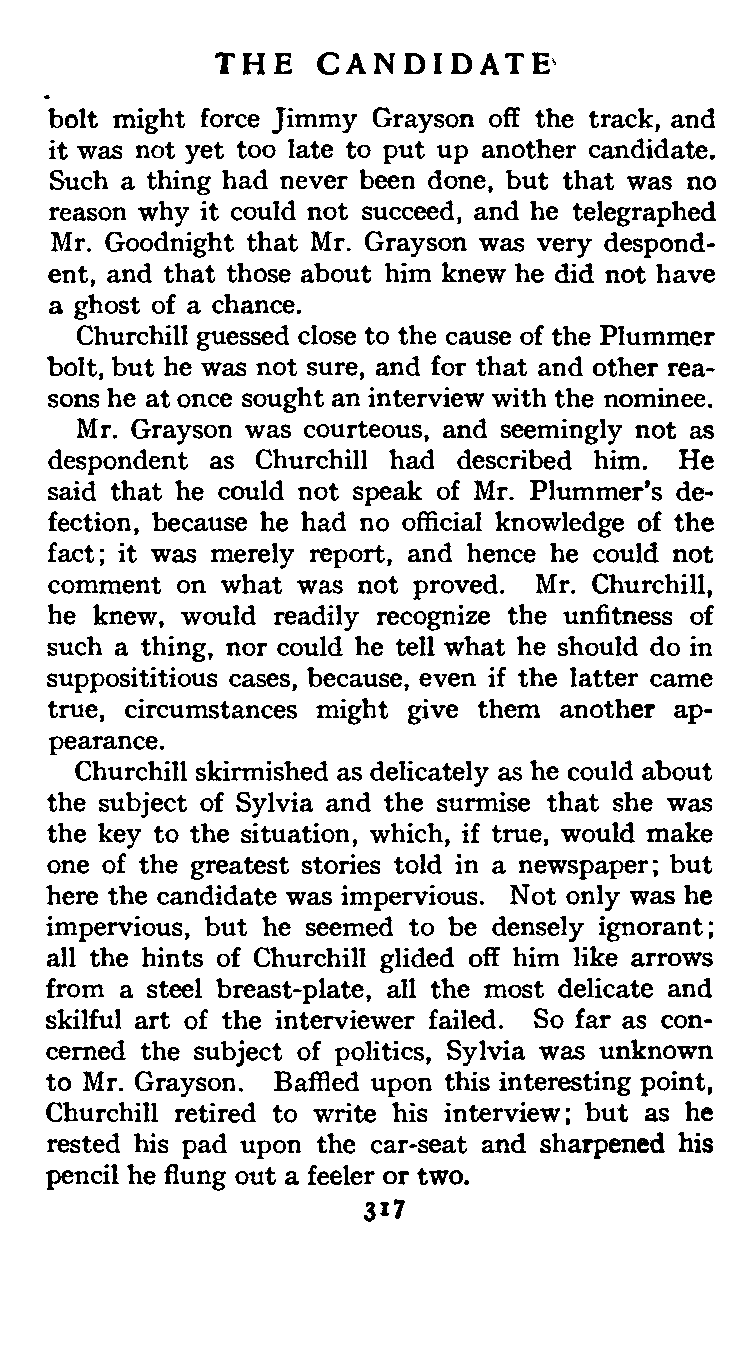 THE CANDIDATE
bolt might force Jimmy Grayson off the track, and
it was not yet too late to put up another candidate.
Such a thing had never been done, but that was no
reason why it could not succeed, and he telegraphed
Mr. Goodnight that Mr. Grayson was very despond-
ent, and that those about him knew he did not have
a ghost of a chance.
Churchill guessed close to the cause of the Plummer
bolt, but he was not sure, and for that and other rea-
sons he at once sought an interview with the nominee.
Mr. Grayson was courteous, and seemingly not as
despondent as Churchill had described him. He
said that he could not speak of Mr. Plummer's de-
fection, because he had no official knowledge of the
fact; it was merely report, and hence he could not
comment on what was not proved. Mr. Churchill,
he knew, would readily recognize the unfitness of
such a thing, nor could he tell what he should do in
supposititious cases, because, even if the latter came
true, circumstances might give them another ap-
pearance.
Churchill skirmished as delicately as he could about
the subject of Sylvia and the surmise that she was
the key to the situation, which, if true, would make
one of the greatest stories told in a newspaper; but
here the candidate was impervious. Not only was he
impervious, but he seemed to be densely ignorant;
all the hints of Churchill glided off him like arrows
from a steel breast-plate, all the most delicate and
skilful art of the interviewer failed. So far as con-
cerned the subject of politics, Sylvia was unknown
to Mr. Grayson. Baffled upon this interesting point,
Churchill retired to write his interview; but as he
rested his pad upon the car-seat and sharpened his
pencil he flung out a feeler or two.
317